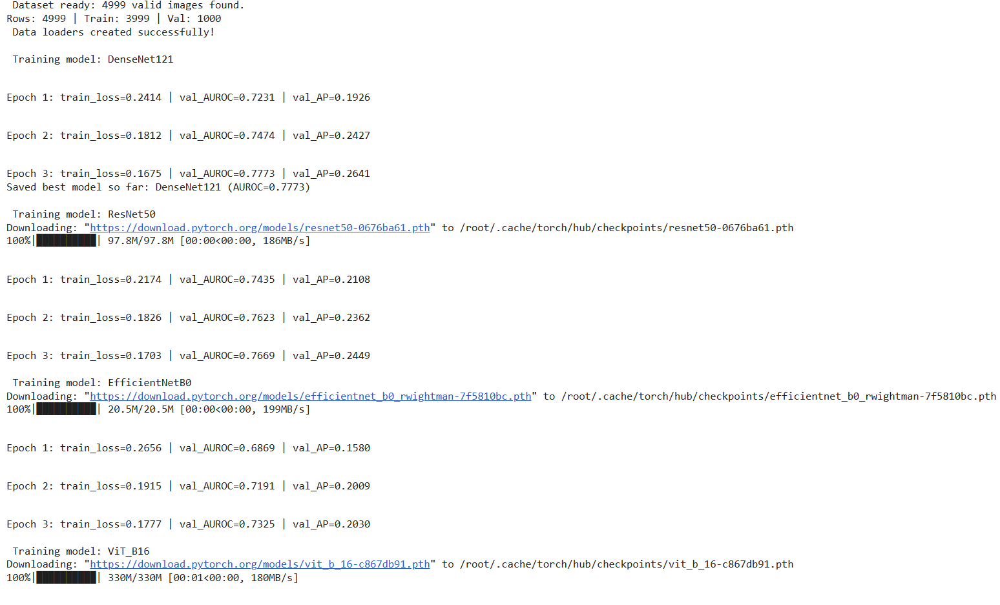 Dataset ready: 4999 valid images found.
Rows: 4999 | Train: 3999 | Val: 1000
Data loaders created successfully!
Training model: DenseNet121
Epoch 1: train_loss=0.2414 | val_AUROC=0.7231 | val_AP=0.1926
Epoch 2: train_loss=0.1812 | val_AUROC=0.7474 | val_AP=0.2427
Epoch 3: train_loss=0.1675 | val_AUROC=0.7773 | val_AP=0.2641
Saved best model so far: DenseNet121 (AUROC=0.7773)
Training model: ResNet50
Downloading: "https://download.pytorch.org/models/resnet50-0676ba61.pth" to /root/.cache/torch/hub/checkpoints/resnet50-0676ba61.pth
100%|██████████| 97.8M/97.8M [00:00<00:00, 186MB/s]
Epoch 1: train_loss=0.2174 | val_AUROC=0.7435 | val_AP=0.2108
Epoch 2: train_loss=0.1826 | val_AUROC=0.7623 | val_AP=0.2362
Epoch 3: train_loss=0.1703 | val_AUROC=0.7669 | val_AP=0.2449
Training model: EfficientNetB0
Downloading: "https://download.pytorch.org/models/efficientnet_b0_rwightman-7f5810bc.pth" to /root/.cache/torch/hub/checkpoints/efficientnet_b0_rwightman-7f5810bc.pth
100%|██████████| 20.5M/20.5M [00:00<00:00, 199MB/s]
Epoch 1: train_loss=0.2656 | val_AUROC=0.6869 | val_AP=0.1580
Epoch 2: train_loss=0.1915 | val_AUROC=0.7191 | val_AP=0.2009
Epoch 3: train_loss=0.1777 | val_AUROC=0.7325 | val_AP=0.2030
Training model: ViT_B16
Downloading: "https://download.pytorch.org/models/vit_b_16-c867db91.pth" to /root/.cache/torch/hub/checkpoints/vit_b_16-c867db91.pth
100%|██████████| 330M/330M [00:01<00:00, 180MB/s]